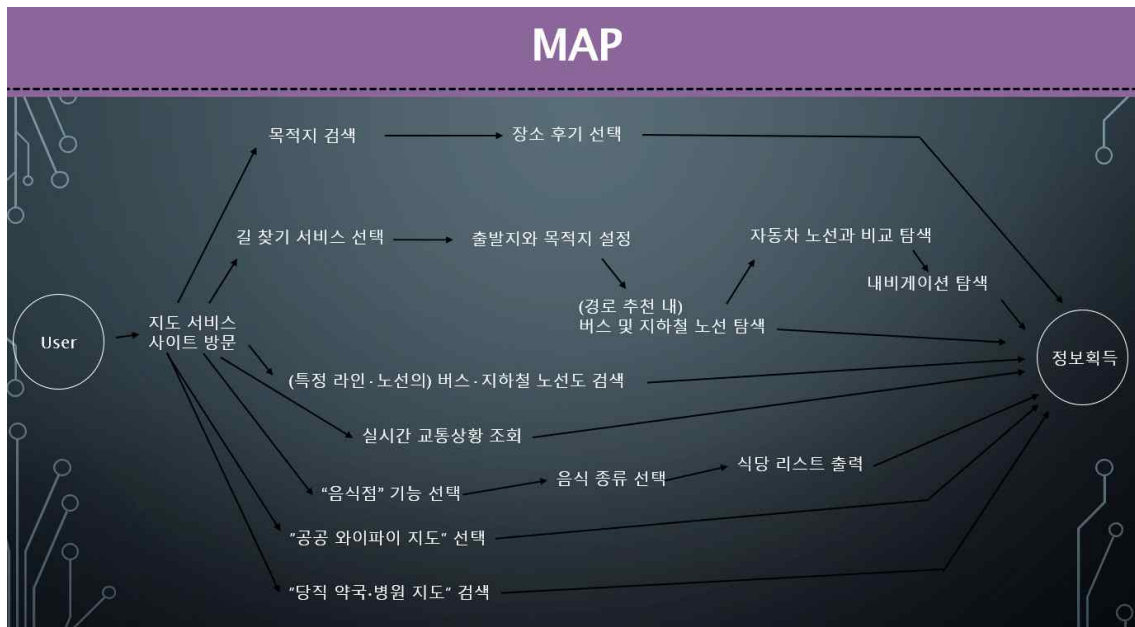 MAP
목적지 검색
장소 후기 선택
길 찾기 서비스 선택
출발지와 목적지 설정
자동차 노선과 비교 탐색
내비게이션 탐색
(경로 추천 내)
버스 및 지하철 노선 탐색
User
지도 서비스
사이트 방문
정보획득
(특정 라인·노선의) 버스·지하철 노선도 검색
실시간 교통상황 조회
“음식점” 기능 선택
음식 종류 선택
식당 리스트 출력
”공공 와이파이 지도“ 선택
”당직 약국·병원 지도“ 검색